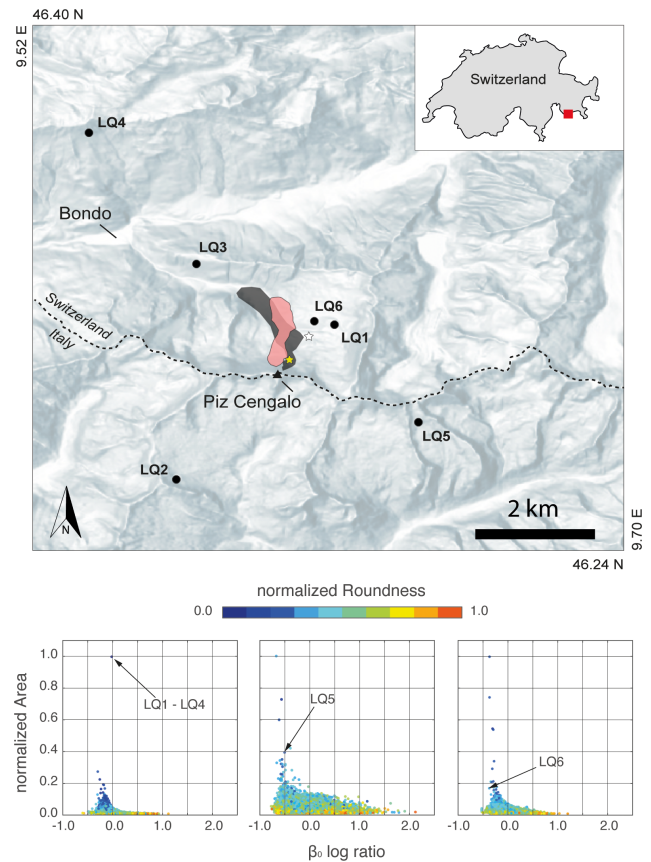 46.40 N
9.52 E
Switzerland
LQ4
Bondo
LQ3
LQ6
LQ1
Switzerland
Italy
Piz Cengalo
LQ5
LQ2
N
2 km
9.70 E
46.24 N
normalized Roundness
0.0 1.0
normalized Area
1.0
0.8
0.6
0.4
0.2
0.0
LQ1 - LQ4
LQ5
LQ6
-1.0 0.0 1.0 2.0 -1.0 0.0 1.0 2.0 -1.0 0.0 1.0 2.0
β₀ log ratio